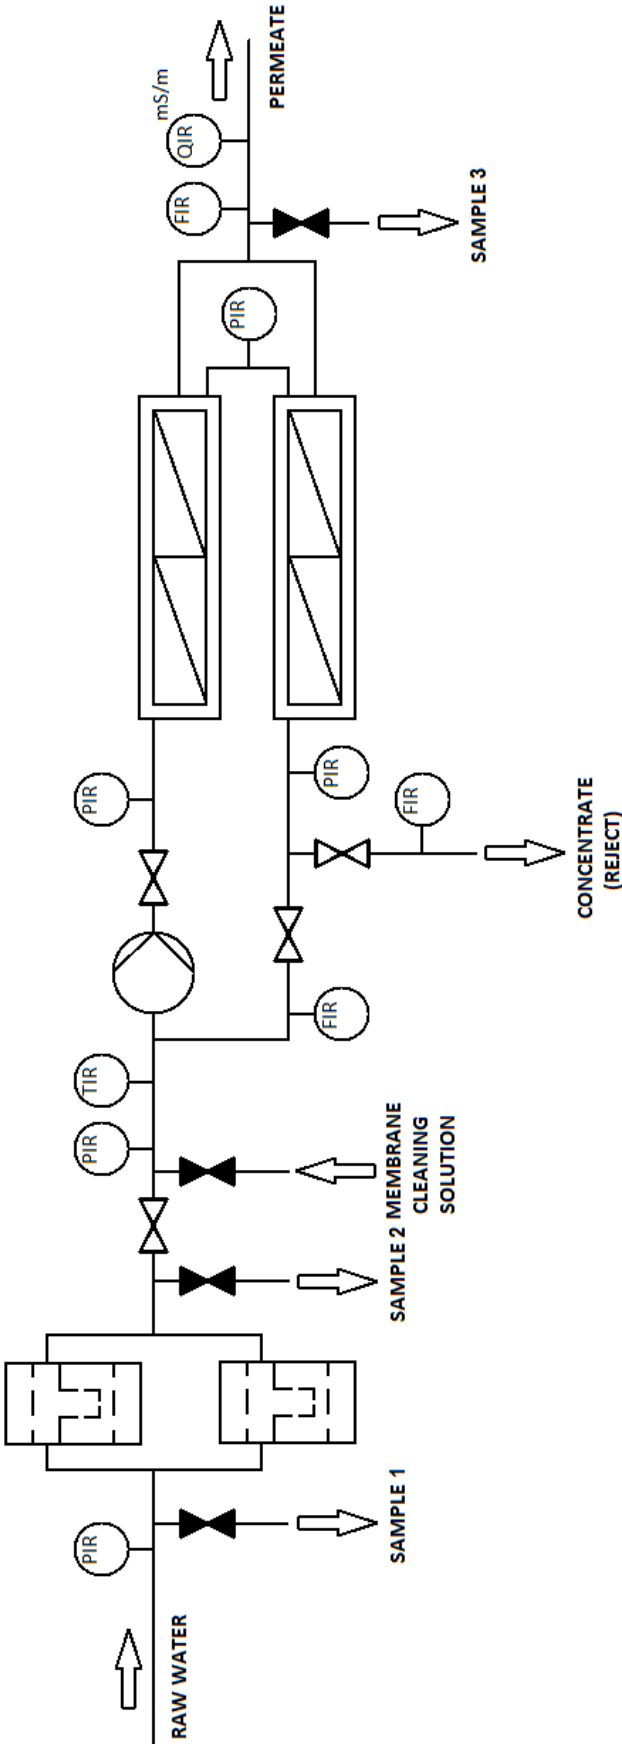 RAW WATER
PIR
SAMPLE 1
SAMPLE 2
MEMBRANE
CLEANING
SOLUTION
PIR
TIR
FIR
CONCENTRATE
(REJECT)
FIR
PIR
PIR
PIR
SAMPLE 3
FIR
QIR
mS/m
PERMEATE